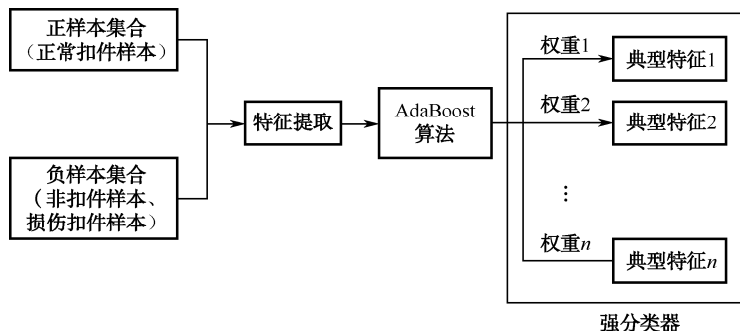 正样本集合
（正常扣件样本）
负样本集合
（非扣件样本、
损伤扣件样本）
特征提取
AdaBoost
算法
权重1
典型特征1
权重2
典型特征2
⋮
权重n
典型特征n
强分类器